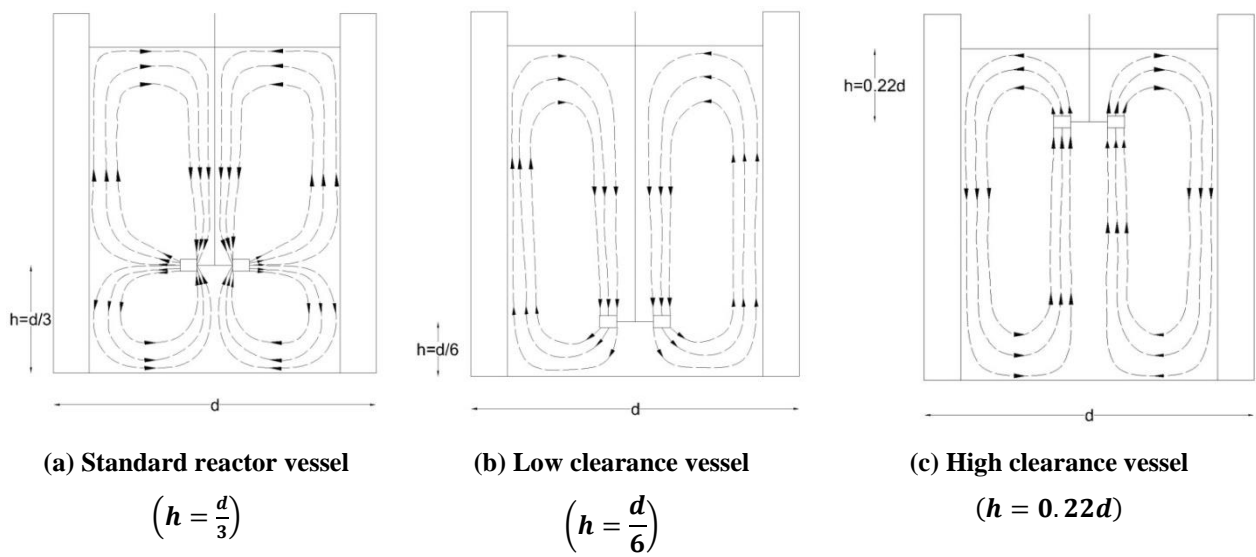 h=d/3
d
(a) Standard reactor vessel
(h = d/3)
h=d/6
d
(b) Low clearance vessel
(h = d/6)
h=0.22d
d
(c) High clearance vessel
(h = 0.22d)